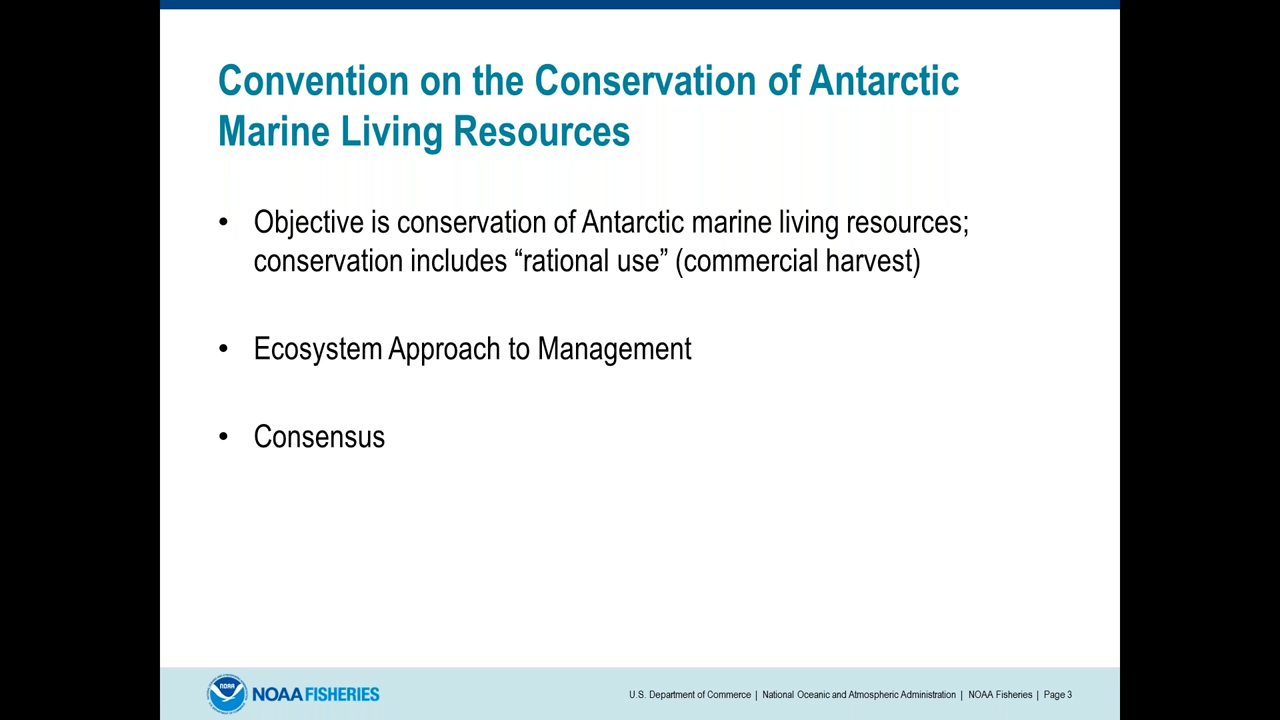 Convention on the Conservation of Antarctic
Marine Living Resources
• Objective is conservation of Antarctic marine living resources;
conservation includes “rational use” (commercial harvest)
• Ecosystem Approach to Management
• Consensus
NOAA
NOAA FISHERIES
U.S. Department of Commerce | National Oceanic and Atmospheric Administration | NOAA Fisheries | Page 3